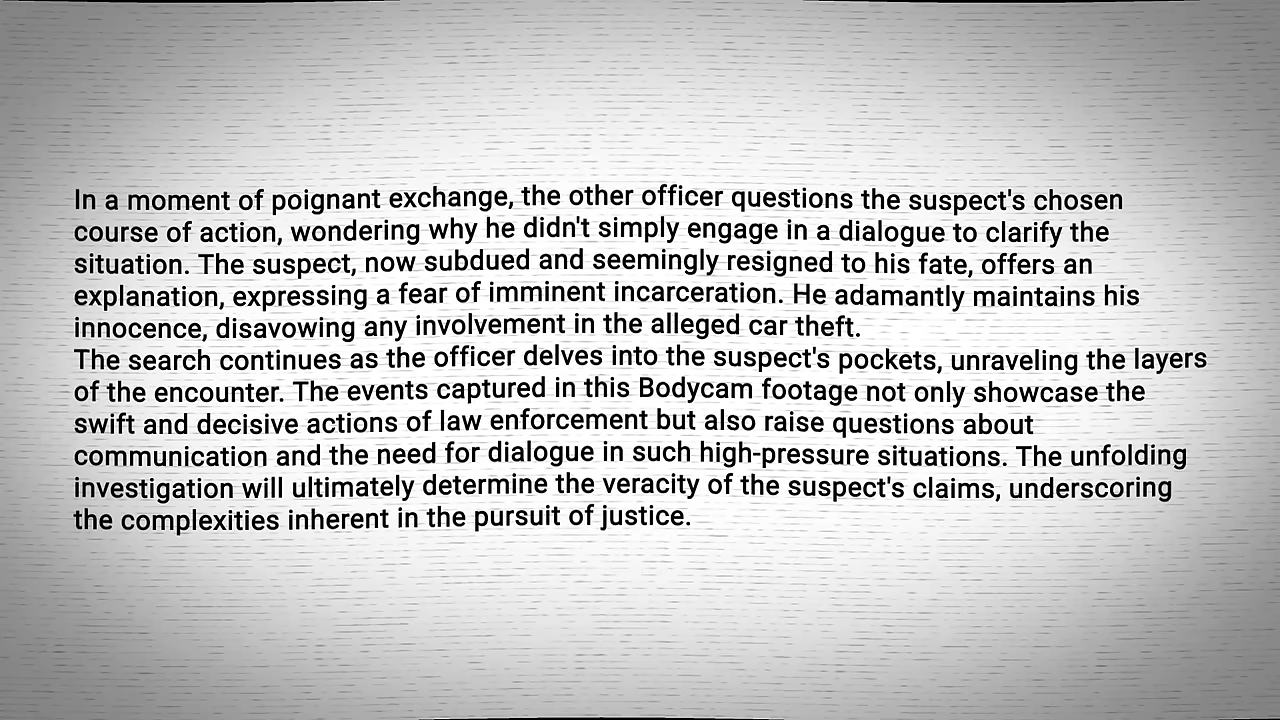 In a moment of poignant exchange, the other officer questions the suspect's chosen
course of action, wondering why he didn't simply engage in a dialogue to clarify the
situation. The suspect, now subdued and seemingly resigned to his fate, offers an
explanation, expressing a fear of imminent incarceration. He adamantly maintains his
innocence, disavowing any involvement in the alleged car theft.
The search continues as the officer delves into the suspect's pockets, unraveling the layers
of the encounter. The events captured in this Bodycam footage not only showcase the
swift and decisive actions of law enforcement but also raise questions about
communication and the need for dialogue in such high-pressure situations. The unfolding
investigation will ultimately determine the veracity of the suspect's claims, underscoring
the complexities inherent in the pursuit of justice.